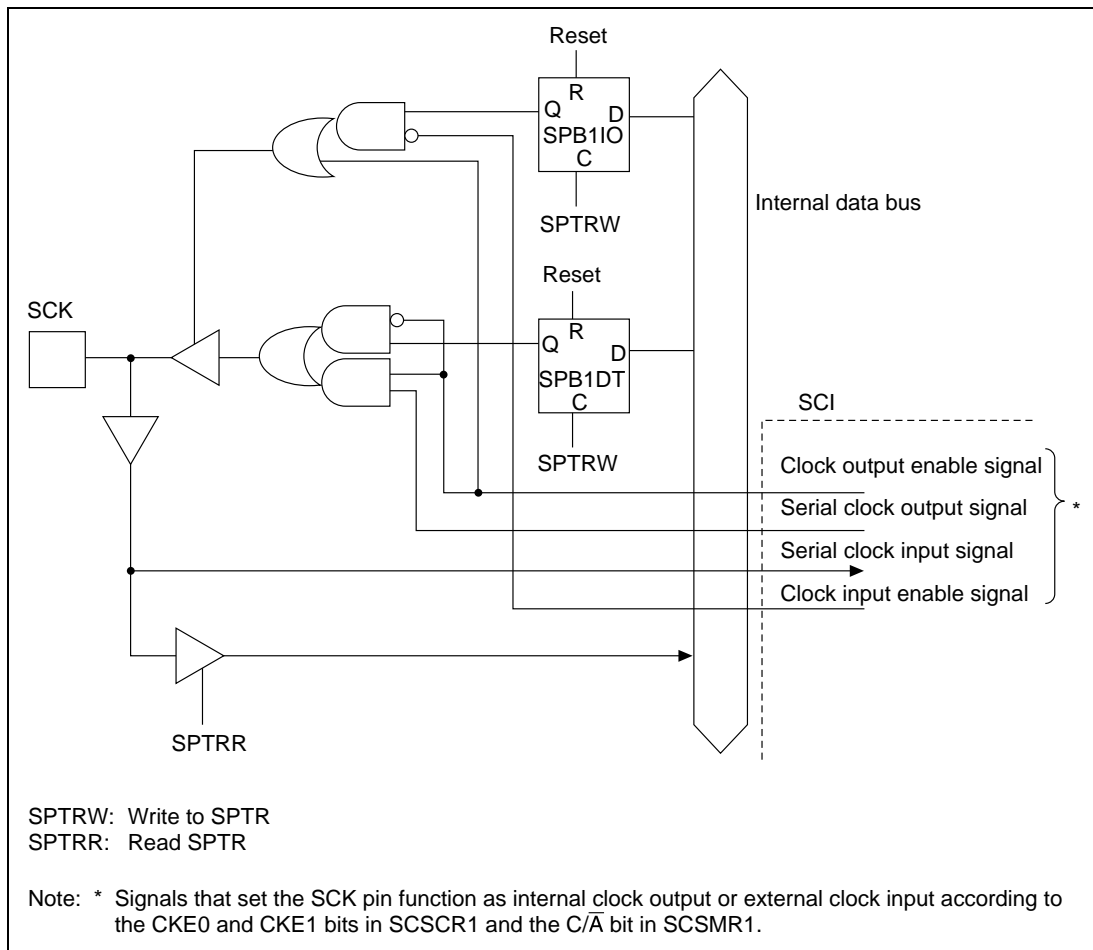 Reset
R
Q
D
SPB1IO
C
SPTRW
Internal data bus
Reset
SCK
R
Q
D
SPB1DT
C
SPTRW
SCI
Clock output enable signal
Serial clock output signal
*
Serial clock input signal
Clock input enable signal
SPTRR
SPTRW: Write to SPTR
SPTRR: Read SPTR
Note: * Signals that set the SCK pin function as internal clock output or external clock input according to
the CKE0 and CKE1 bits in SCSCR1 and the C/A̅ bit in SCSMR1.